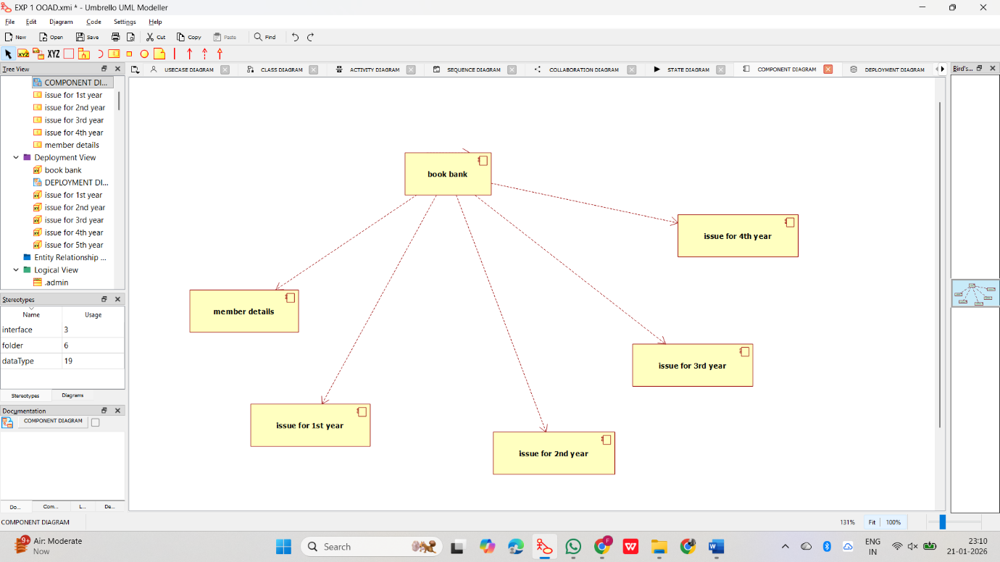 EXP 1 OOAD.xmi * - Umbrello UML Modeller
File Edit Diagram Code Settings Help
New Open Save Cut Copy Paste Find
XYZ XYZ
Tree View
USECASE DIAGRAM CLASS DIAGRAM ACTIVITY DIAGRAM SEQUENCE DIAGRAM COLLABORATION DIAGRAM STATE DIAGRAM COMPONENT DIAGRAM DEPLOYMENT DIAGRAM
Bird's...
COMPONENT DI...
issue for 1st year
issue for 2nd year
issue for 3rd year
issue for 4th year
member details
Deployment View
book bank
DEPLOYMENT DI...
issue for 1st year
issue for 2nd year
issue for 3rd year
issue for 4th year
issue for 5th year
Entity Relationship ...
Logical View
.admin
Stereotypes
Name Usage
interface 3
folder 6
dataType 19
Stereotypes Diagrams
Documentation
COMPONENT DIAGRAM
Do... Com... L... De...
book bank
issue for 4th year
member details
issue for 3rd year
issue for 1st year
issue for 2nd year
COMPONENT DIAGRAM
131% Fit 100%
9+
Air: Moderate
Now
Search
F
ENG
IN
23:10
21-01-2026